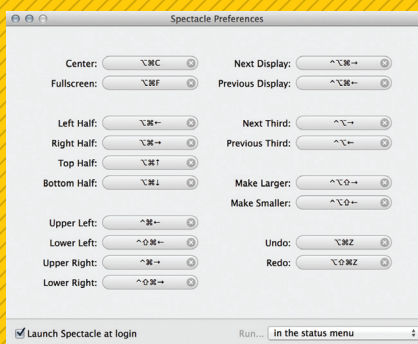 Spectacle Preferences
Center: ⌥⌘C
Fullscreen: ⌥⌘F
Left Half: ⌥⌘←
Right Half: ⌥⌘→
Top Half: ⌥⌘↑
Bottom Half: ⌥⌘↓
Upper Left: ^⌘←
Lower Left: ^⇧⌘←
Upper Right: ^⌘→
Lower Right: ^⇧⌘→
Next Display: ^⌥⌘→
Previous Display: ^⌥⌘←
Next Third: ^⌥→
Previous Third: ^⌥←
Make Larger: ^⌥⇧→
Make Smaller: ^⌥⇧←
Undo: ⌥⌘Z
Redo: ⌥⇧⌘Z
Launch Spectacle at login
Run... in the status menu